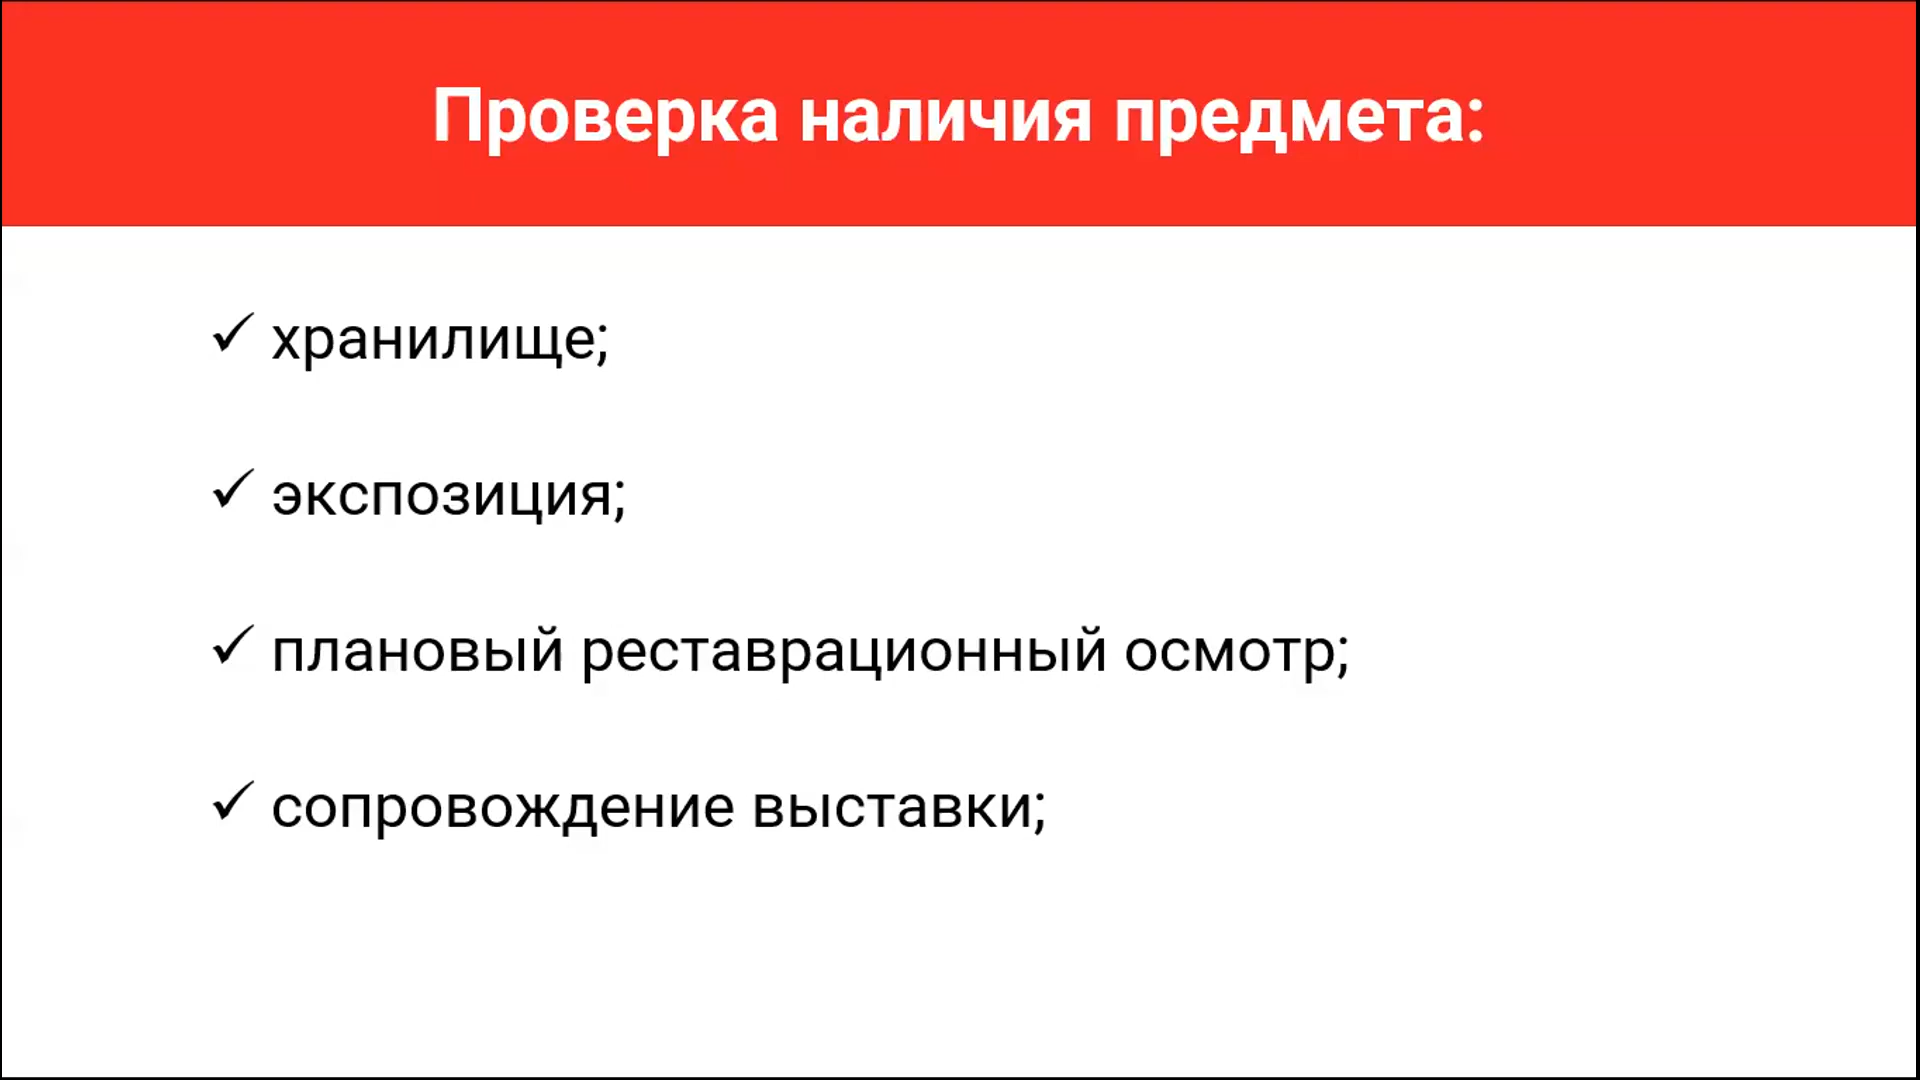 Проверка наличия предмета:
✓ хранилище;
✓ экспозиция;
✓ плановый реставрационный осмотр;
✓ сопровождение выставки;